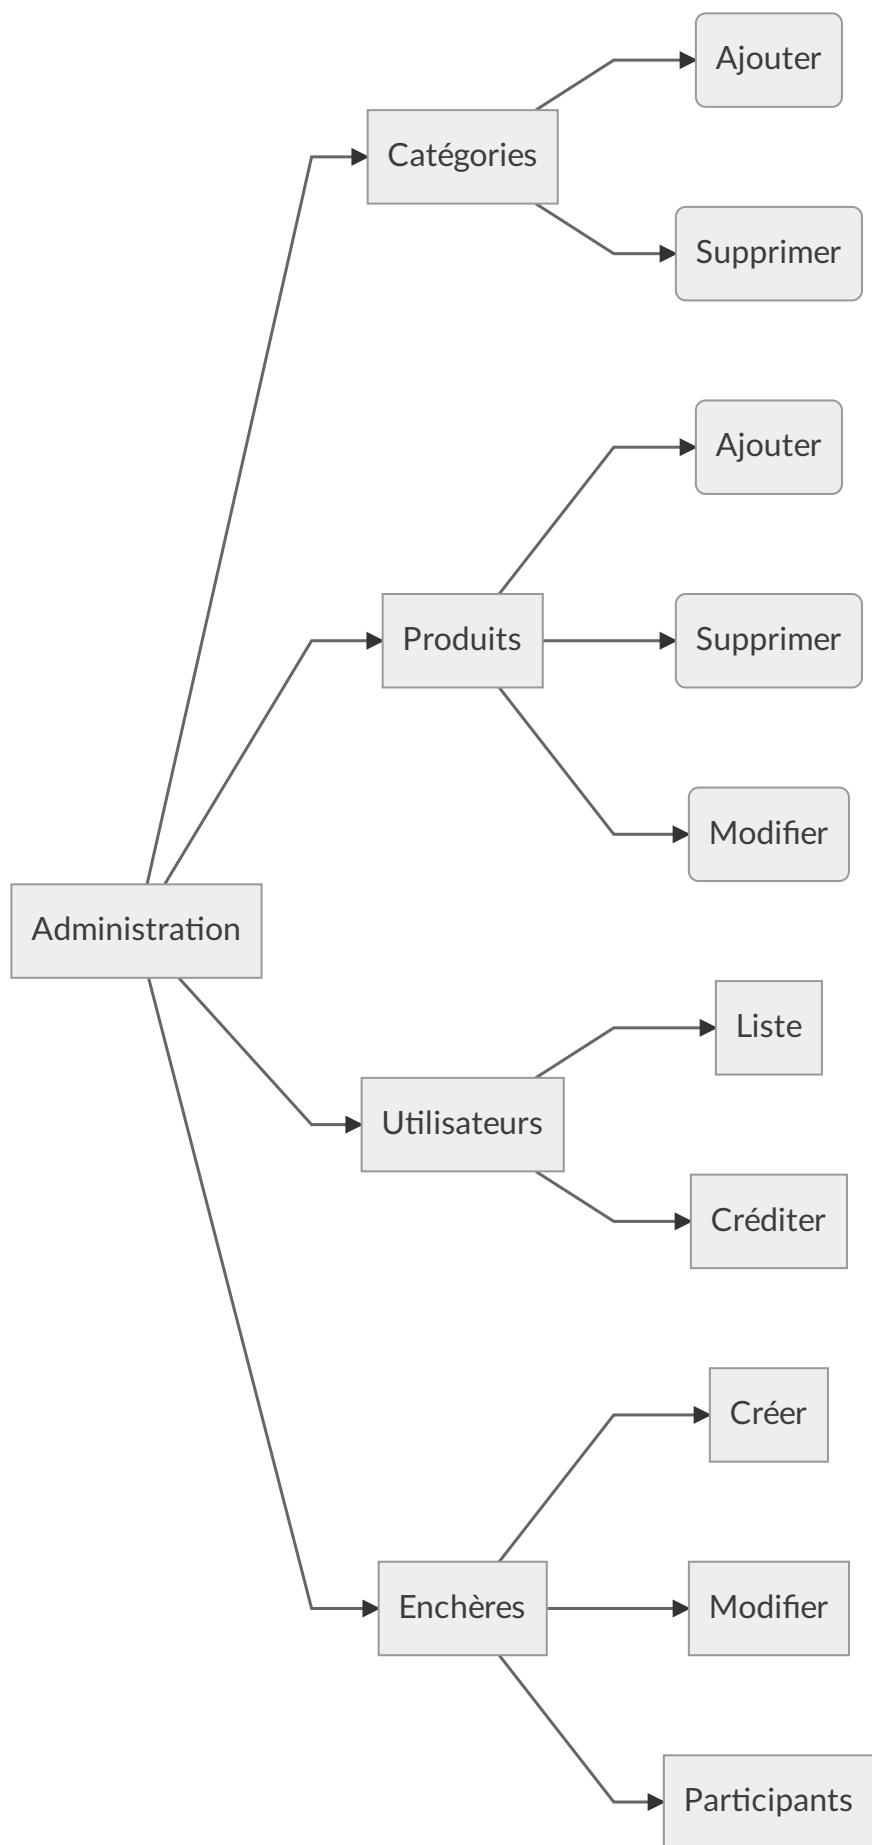 Administration
Catégories
Ajouter
Supprimer
Produits
Ajouter
Supprimer
Modifier
Utilisateurs
Liste
Créditer
Enchères
Créer
Modifier
Participants